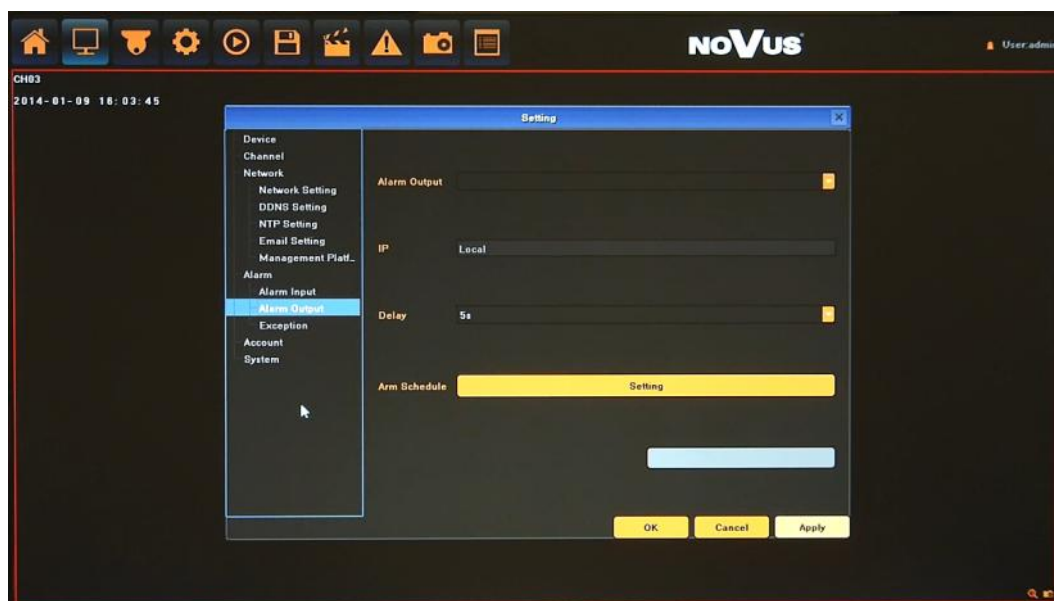 NOVUS
User:admi
CH03
2014-01-09 16:03:45
Setting
Device
Channel
Network
Network Setting
DDNS Setting
NTP Setting
Email Setting
Management Platf..
Alarm
Alarm Input
Alarm Output
Exception
Account
System
Alarm Output
IP Local
Delay 5s
Arm Schedule Setting
OK Cancel Apply